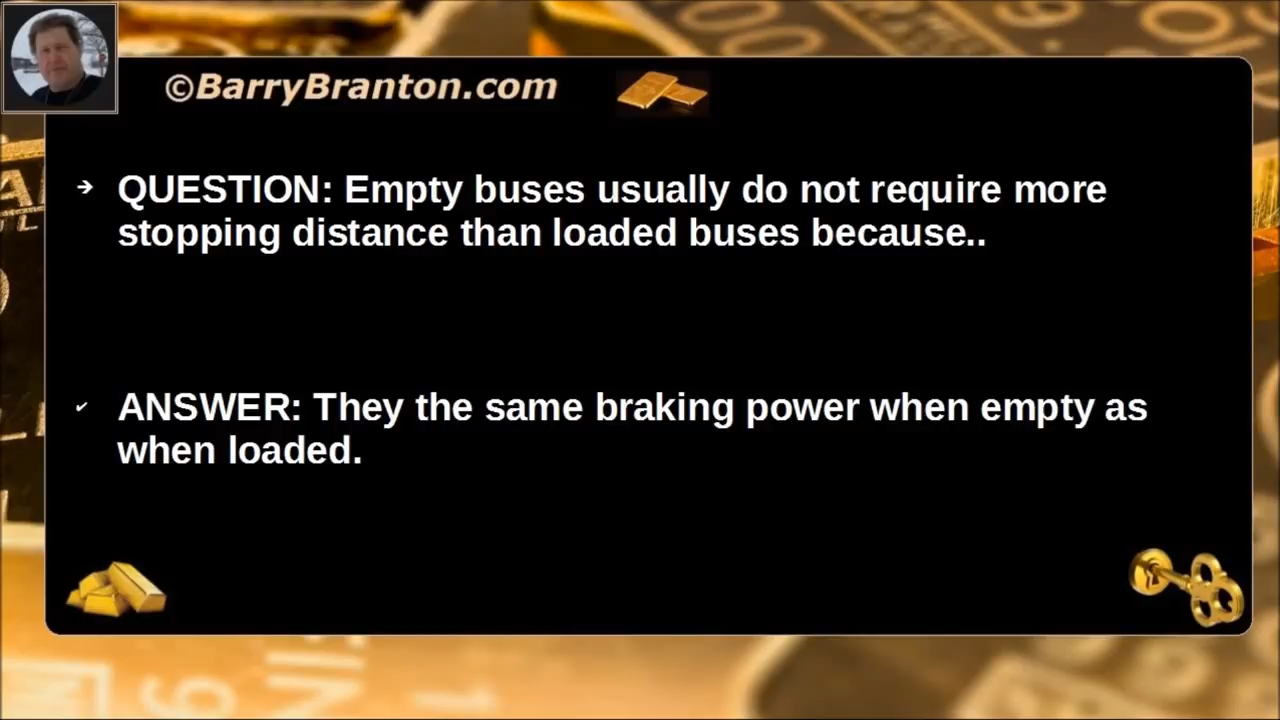 ©BarryBranton.com
QUESTION: Empty buses usually do not require more
stopping distance than loaded buses because..
ANSWER: They the same braking power when empty as
when loaded.